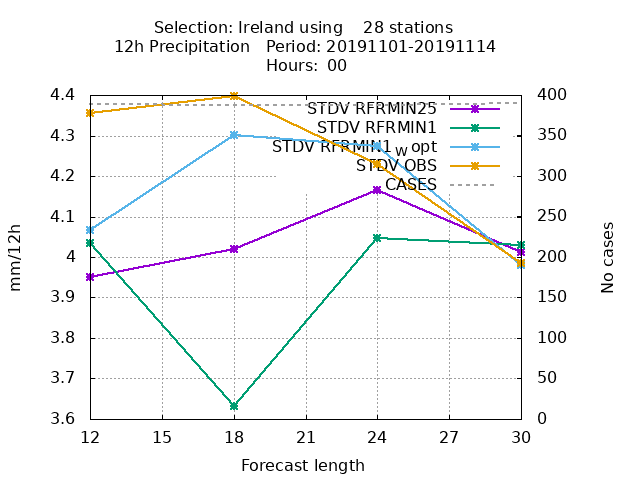 Selection: Ireland using    28 stations
12h Precipitation   Period: 20191101-20191114
Hours:  00
STDV RFRMIN25
STDV RFRMIN1
STDV RFRMIN1_w opt
STDV OBS
CASES
4.4
4.3
4.2
4.1
4
3.9
3.8
3.7
3.6
400
350
300
250
200
150
100
50
0
mm/12h
No cases
12 15 18 21 24 27 30
Forecast length